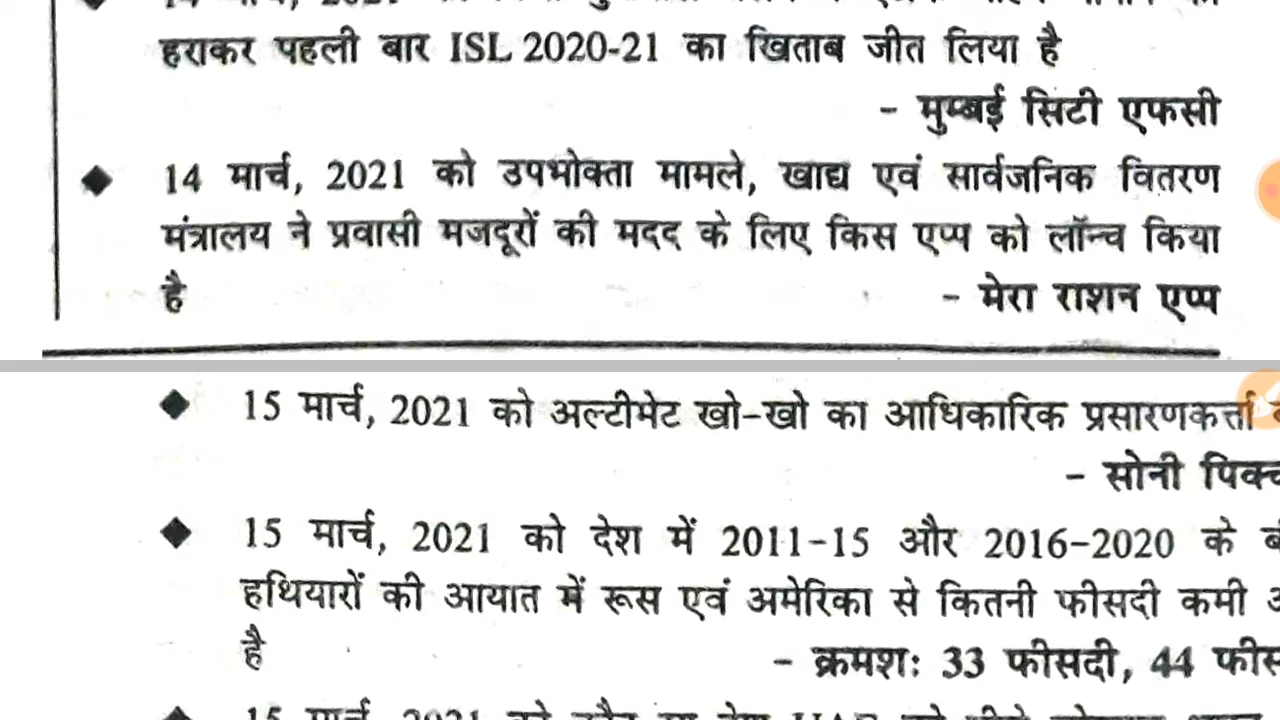 हराकर पहली बार ISL 2020-21 का खिताब जीत लिया है
- मुम्बई सिटी एफसी
◆ 14 मार्च, 2021 को उपभोक्ता मामले, खाद्य एवं सार्वजनिक वितरण
मंत्रालय ने प्रवासी मजदूरों की मदद के लिए किस एप्प को लॉन्च किया
है - मेरा राशन एप्प
◆ 15 मार्च, 2021 को अल्टीमेट खो-खो का आधिकारिक प्रसारणकर्त्ता
- सोनी
◆ 15 मार्च, 2021 को देश में 2011-15 और 2016-2020 के
हथियारों की आयात में रूस एवं अमेरिका से कितनी फीसदी कमी
है - क्रमशः 33 फीसदी, 44